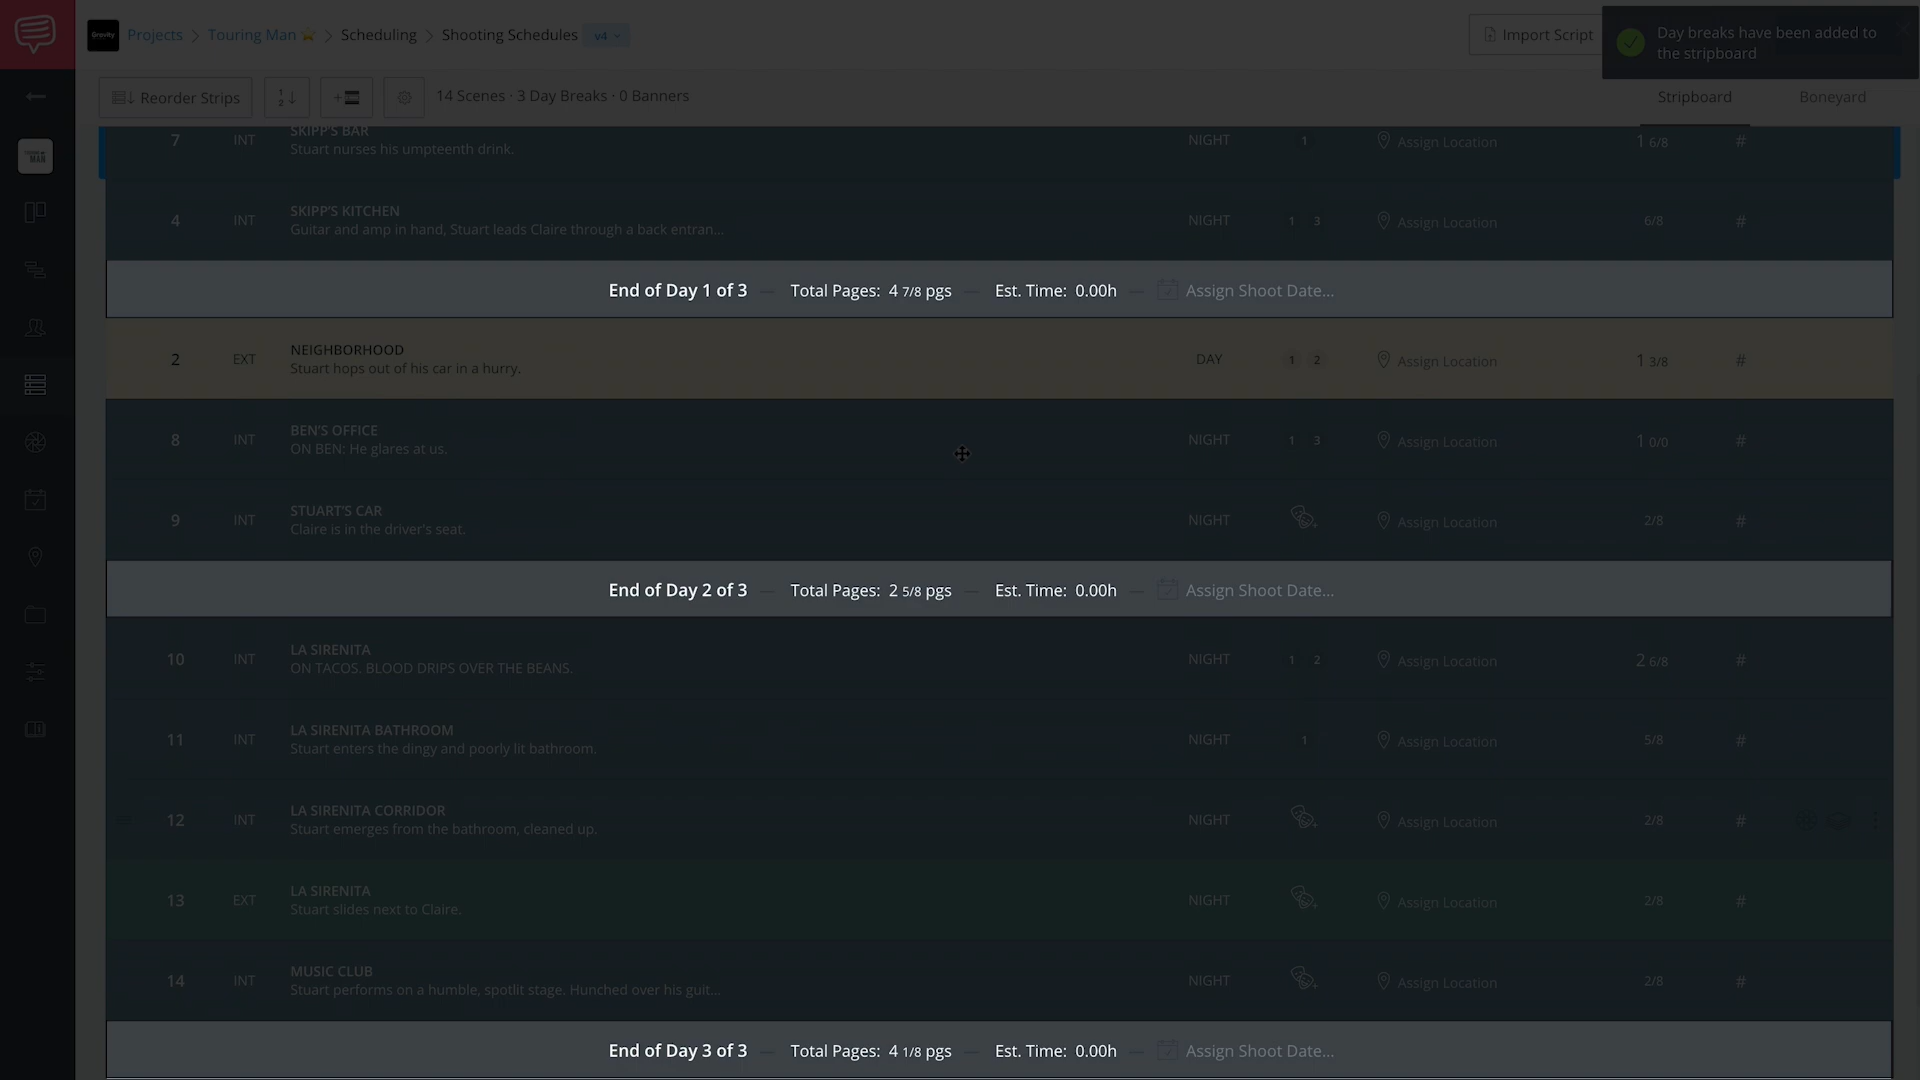 Gravity Projects > Touring Man ⭐ > Scheduling > Shooting Schedules v4
Import Script
Day breaks have been added to
the stripboard
Reorder Strips
1
2
14 Scenes · 3 Day Breaks · 0 Banners
Stripboard
Boneyard
7 INT SKIPP'S BAR NIGHT 1 Assign Location 1 6/8 #
Stuart nurses his umpteenth drink.
4 INT SKIPP'S KITCHEN NIGHT 1 3 Assign Location 6/8 #
Guitar and amp in hand, Stuart leads Claire through a back entran...
End of Day 1 of 3 — Total Pages: 4 7/8 pgs — Est. Time: 0.00h — Assign Shoot Date...
2 EXT NEIGHBORHOOD DAY 1 2 Assign Location 1 3/8 #
Stuart hops out of his car in a hurry.
8 INT BEN'S OFFICE NIGHT 1 3 Assign Location 1 0/0 #
ON BEN: He glares at us.
9 INT STUART'S CAR NIGHT Assign Location 2/8 #
Claire is in the driver's seat.
End of Day 2 of 3 — Total Pages: 2 5/8 pgs — Est. Time: 0.00h — Assign Shoot Date...
10 INT LA SIRENITA NIGHT 1 2 Assign Location 2 6/8 #
ON TACOS. BLOOD DRIPS OVER THE BEANS.
11 INT LA SIRENITA BATHROOM NIGHT 1 Assign Location 5/8 #
Stuart enters the dingy and poorly lit bathroom.
12 INT LA SIRENITA CORRIDOR NIGHT Assign Location 2/8 #
Stuart emerges from the bathroom, cleaned up.
13 EXT LA SIRENITA NIGHT Assign Location 2/8 #
Stuart slides next to Claire.
14 INT MUSIC CLUB NIGHT Assign Location 2/8 #
Stuart performs on a humble, spotlit stage. Hunched over his guit...
End of Day 3 of 3 — Total Pages: 4 1/8 pgs — Est. Time: 0.00h — Assign Shoot Date...